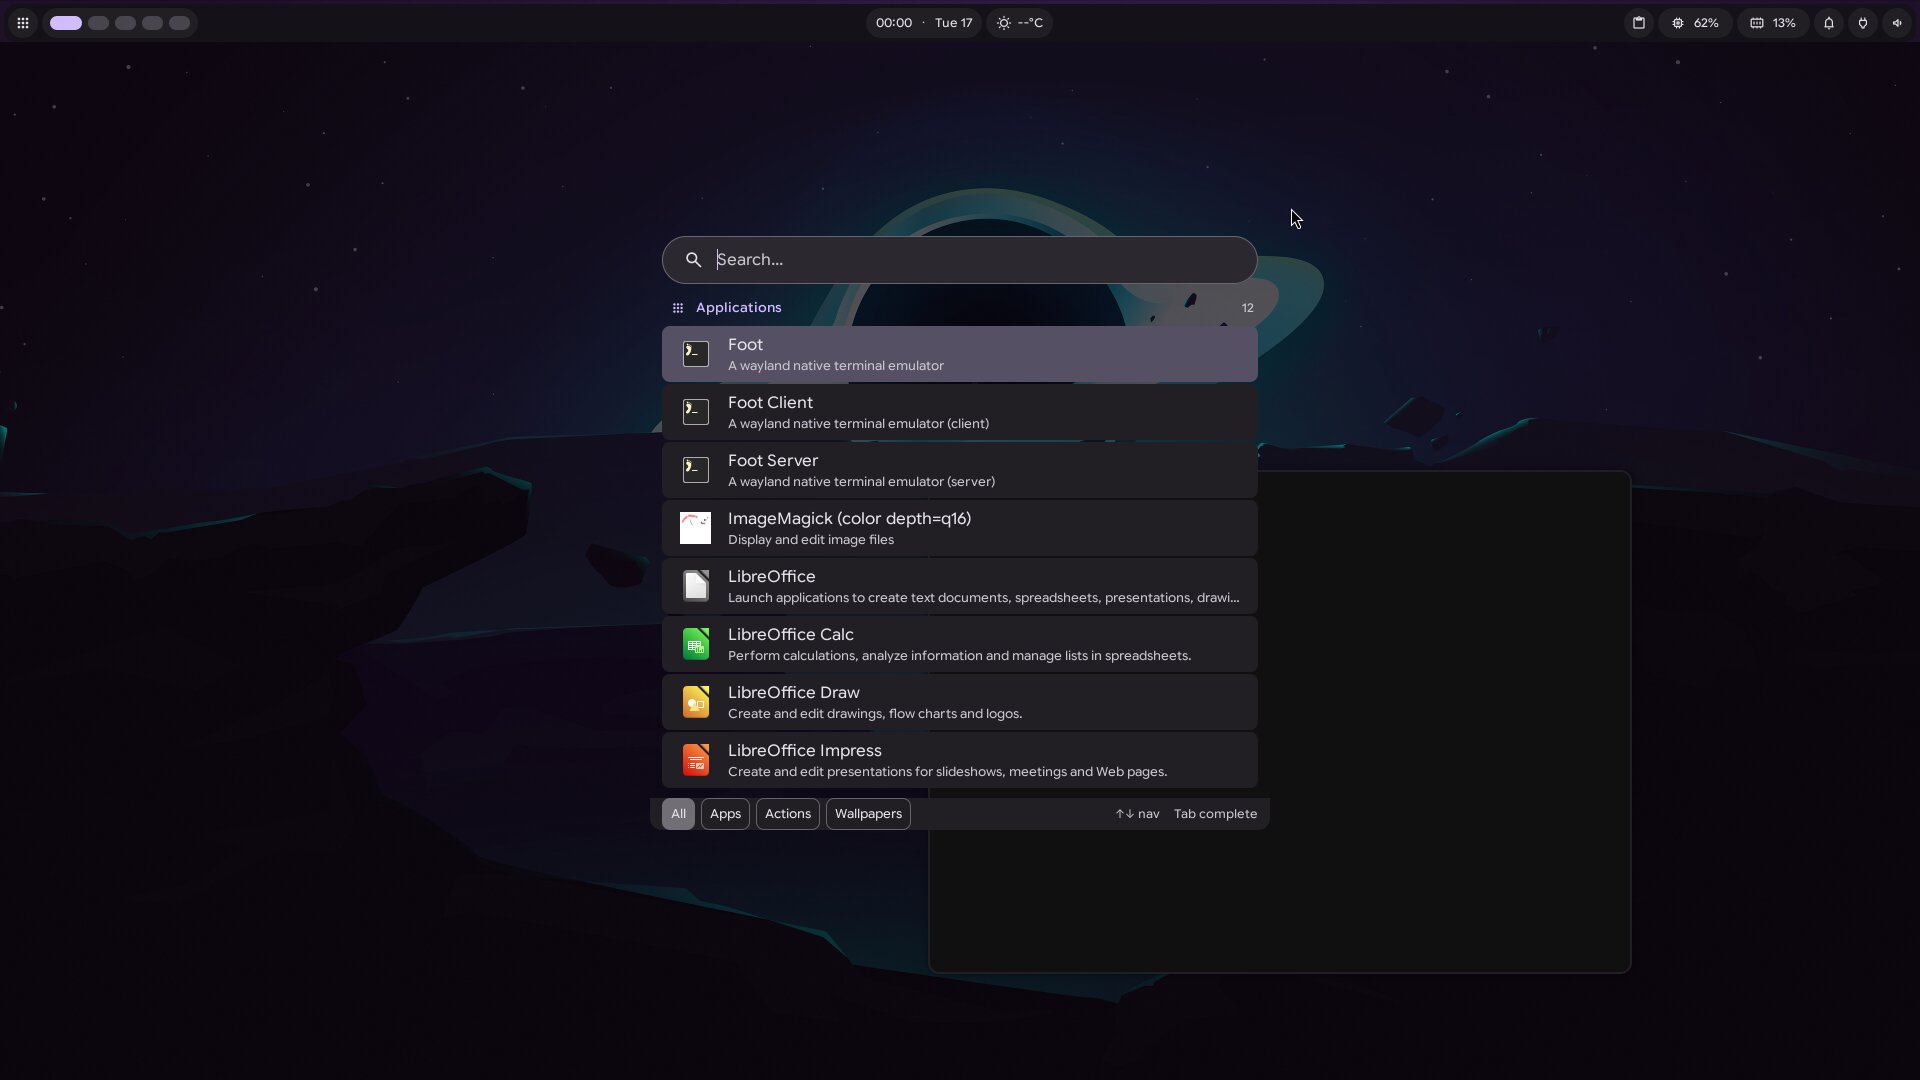 00:00 · Tue 17
--°C
62%
13%
Search...
Applications
12
Foot
A wayland native terminal emulator
Foot Client
A wayland native terminal emulator (client)
Foot Server
A wayland native terminal emulator (server)
ImageMagick (color depth=q16)
Display and edit image files
LibreOffice
Launch applications to create text documents, spreadsheets, presentations, drawi...
LibreOffice Calc
Perform calculations, analyze information and manage lists in spreadsheets.
LibreOffice Draw
Create and edit drawings, flow charts and logos.
LibreOffice Impress
Create and edit presentations for slideshows, meetings and Web pages.
All Apps Actions Wallpapers ↑↓ nav Tab complete